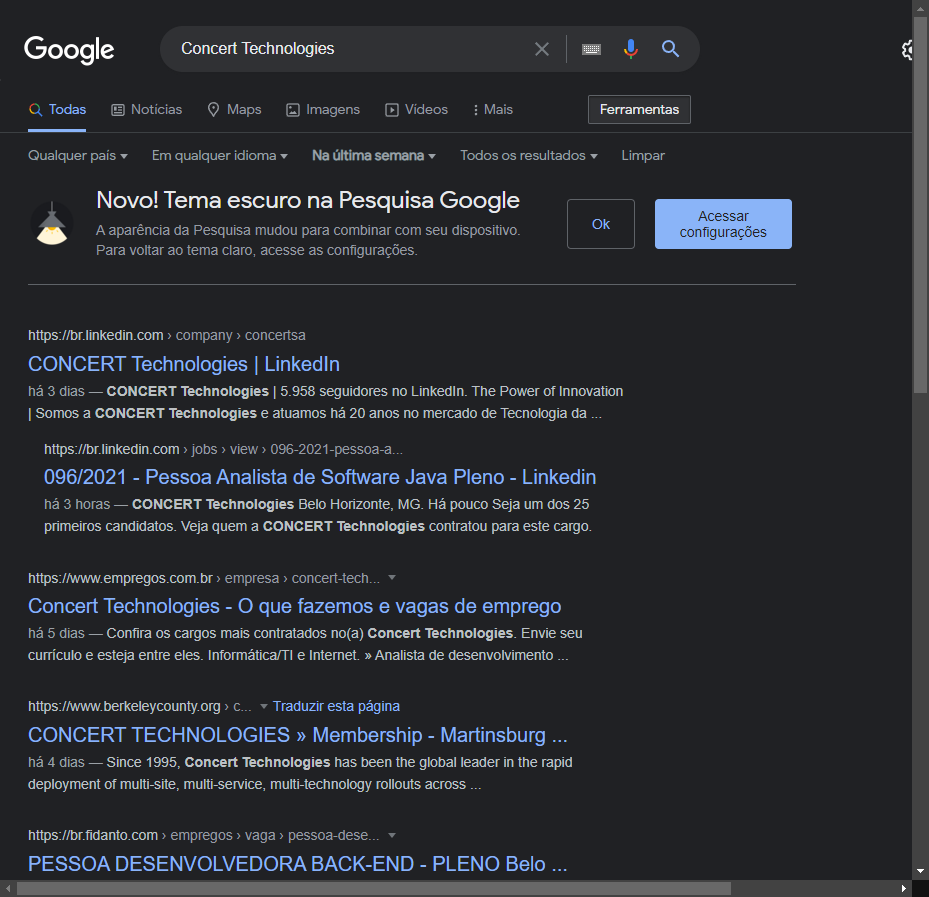 Google
Concert Technologies
Todas Notícias Maps Imagens Vídeos Mais Ferramentas
Qualquer país Em qualquer idioma Na última semana Todos os resultados Limpar
Novo! Tema escuro na Pesquisa Google
A aparência da Pesquisa mudou para combinar com seu dispositivo.
Para voltar ao tema claro, acesse as configurações.
Ok
Acessar
configurações
https://br.linkedin.com › company › concertsa
CONCERT Technologies | LinkedIn
há 3 dias — CONCERT Technologies | 5.958 seguidores no LinkedIn. The Power of Innovation
| Somos a CONCERT Technologies e atuamos há 20 anos no mercado de Tecnologia da ...
https://br.linkedin.com › jobs › view › 096-2021-pessoa-a...
096/2021 - Pessoa Analista de Software Java Pleno - Linkedin
há 3 horas — CONCERT Technologies Belo Horizonte, MG. Há pouco Seja um dos 25
primeiros candidatos. Veja quem a CONCERT Technologies contratou para este cargo.
https://www.empregos.com.br › empresa › concert-tech...
Concert Technologies - O que fazemos e vagas de emprego
há 5 dias — Confira os cargos mais contratados no(a) Concert Technologies. Envie seu
currículo e esteja entre eles. Informática/TI e Internet. » Analista de desenvolvimento ...
https://www.berkeleycounty.org › c... Traduzir esta página
CONCERT TECHNOLOGIES » Membership - Martinsburg ...
há 4 dias — Since 1995, Concert Technologies has been the global leader in the rapid
deployment of multi-site, multi-service, multi-technology rollouts across ...
https://br.fidanto.com › empregos › vaga › pessoa-dese...
PESSOA DESENVOLVEDORA BACK-END - PLENO Belo ...